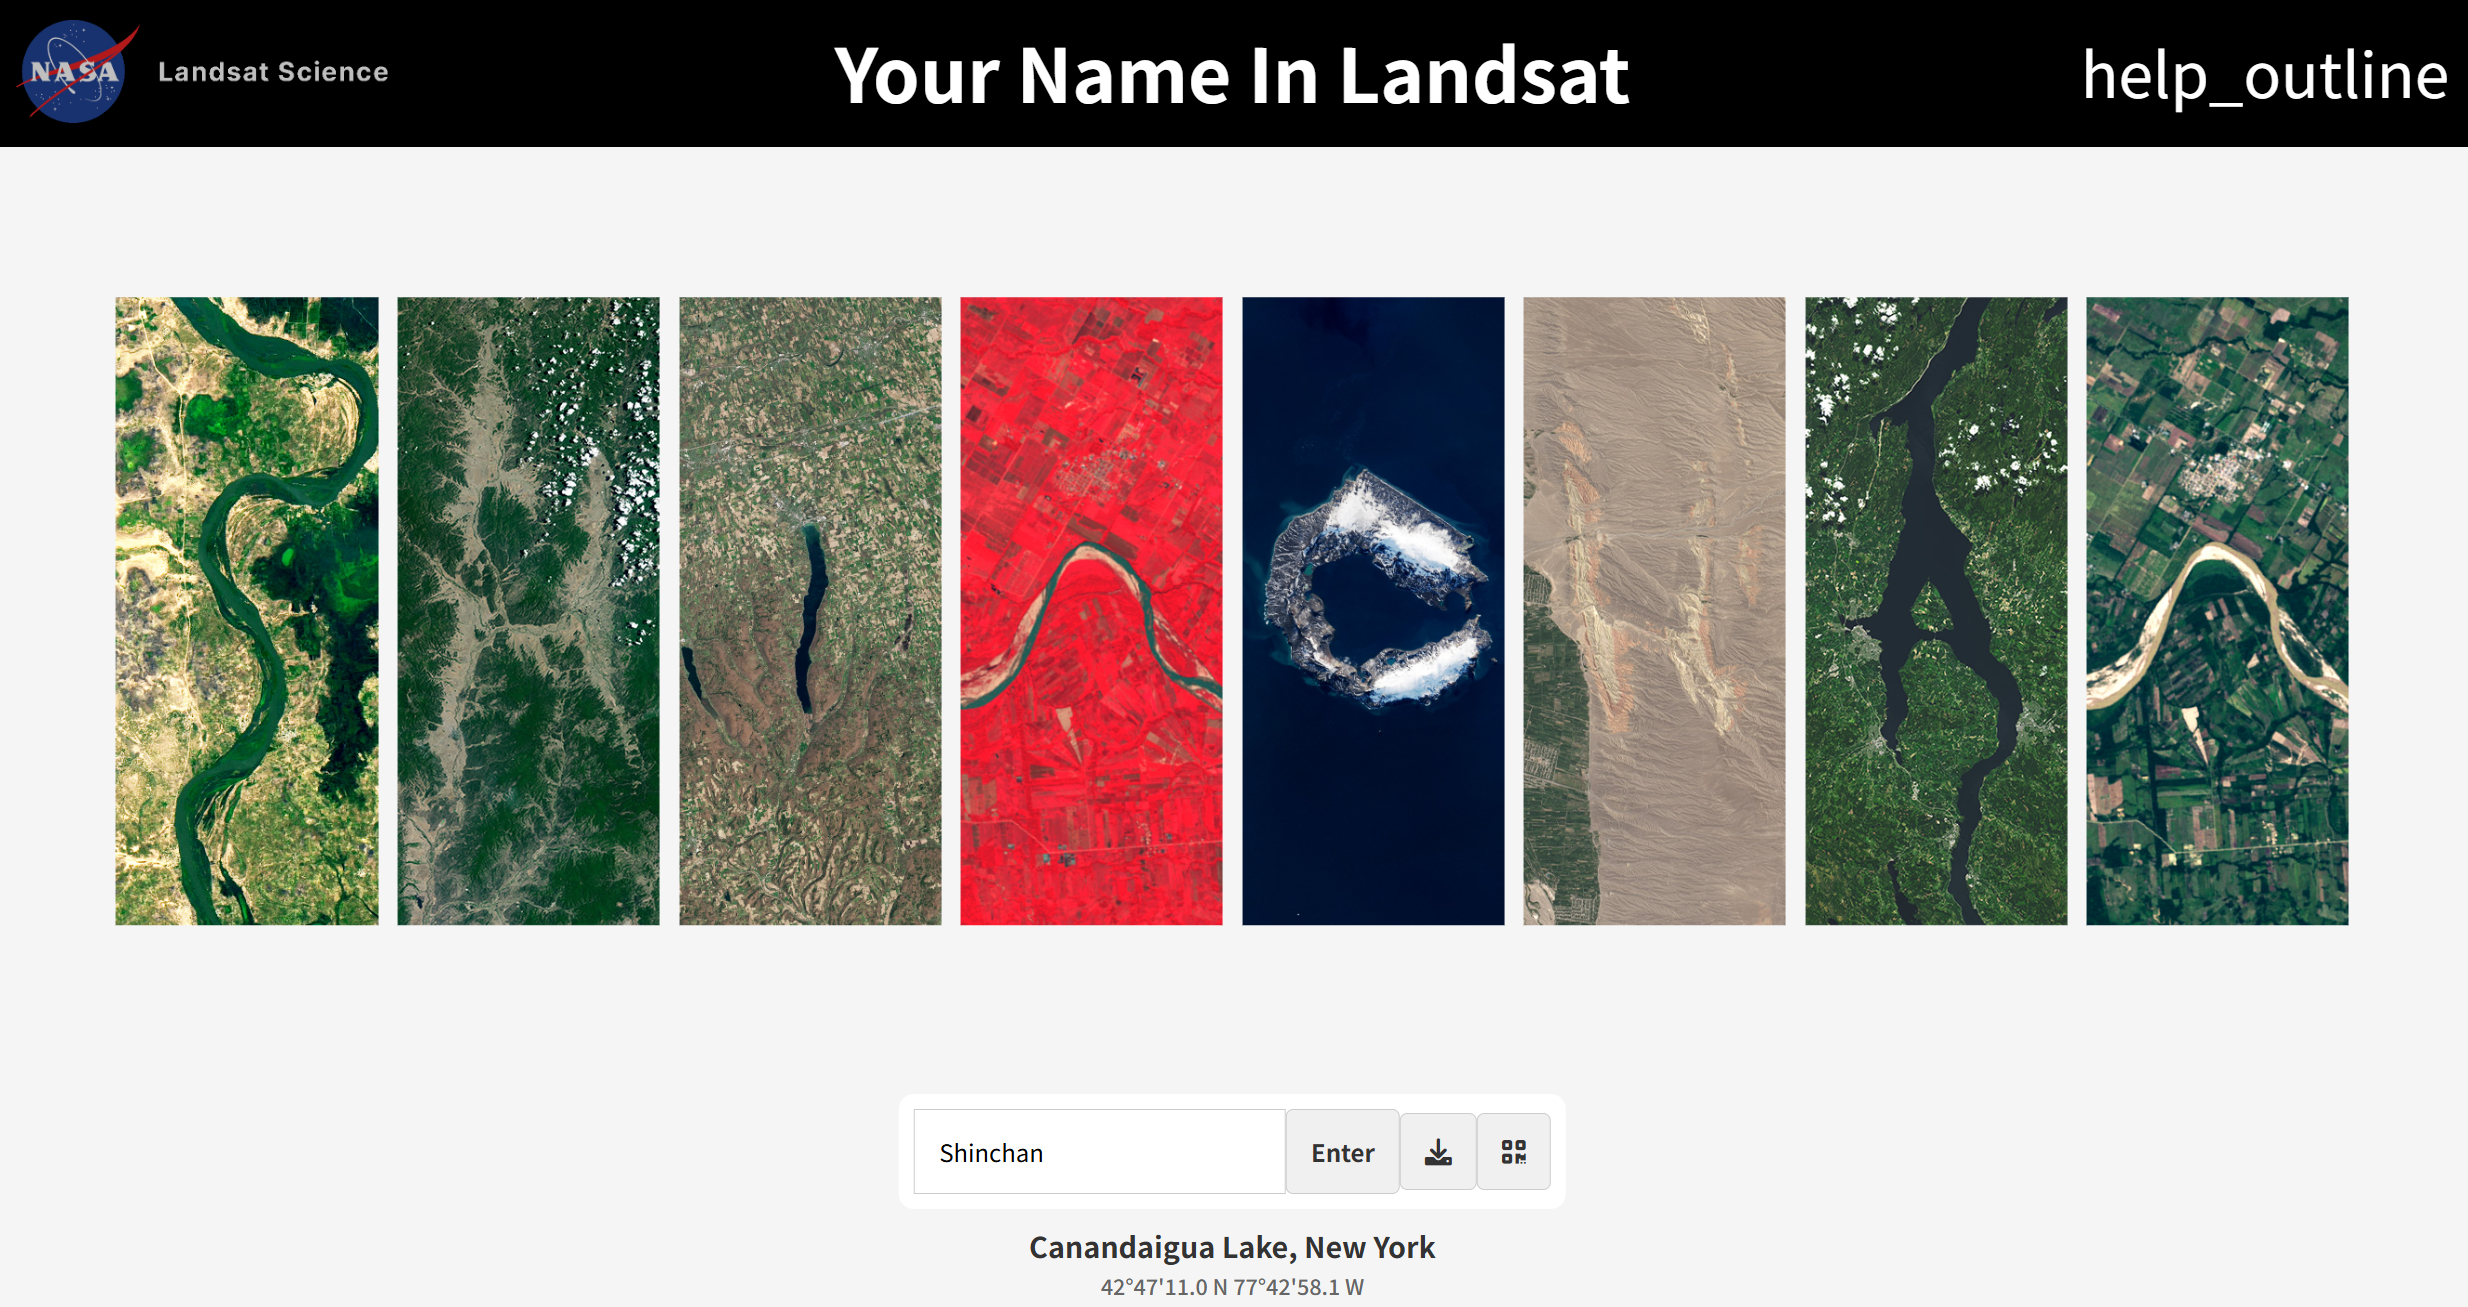 NASA
Landsat Science
Your Name In Landsat
help_outline
Shinchan
Enter
Canandaigua Lake, New York
42°47'11.0 N 77°42'58.1 W